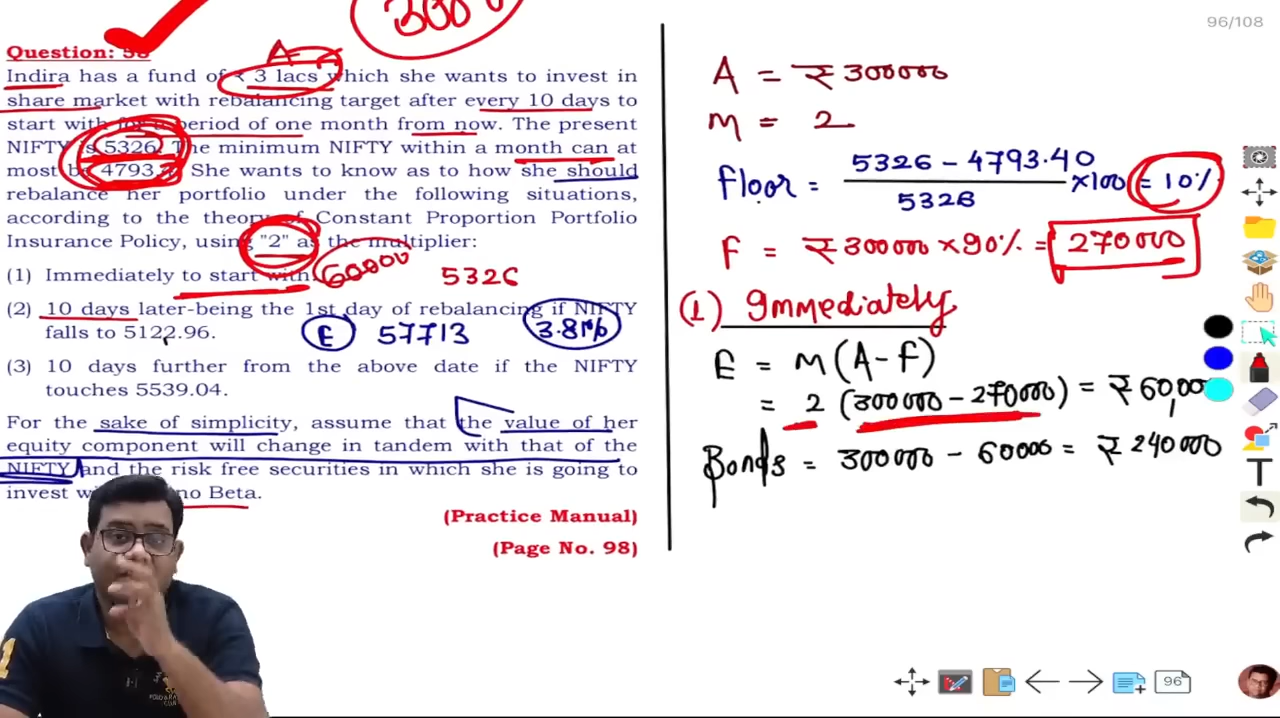 96/108
3000
Question: 58
A
Indira has a fund of ₹ 3 lacs which she wants to invest in
share market with rebalancing target after every 10 days to
start with for a period of one month from now. The present
NIFTY is 5326. The minimum NIFTY within a month can at
most be 4793.4. She wants to know as to how she should
rebalance her portfolio under the following situations,
according to the theory of Constant Proportion Portfolio
Insurance Policy, using "2" as the multiplier:
(1) Immediately to start with. 60000 5326
(2) 10 days later-being the 1st day of rebalancing if NIFTY
falls to 5122.96. E 57713 3.81%
(3) 10 days further from the above date if the NIFTY
touches 5539.04.
For the sake of simplicity, assume that the value of her
equity component will change in tandem with that of the
NIFTY and the risk free securities in which she is going to
invest no Beta.
(Practice Manual)
(Page No. 98)
A = ₹ 300000
M = 2
Floor = 5326 - 4793.40
5326
×100 = 10%
F = ₹ 300000 × 90% = 270000
(1) Immediately
E = M (A - F)
= 2 (300000 - 270000) = ₹ 60,000
Bonds = 300000 - 60000 = ₹ 240000
T
96